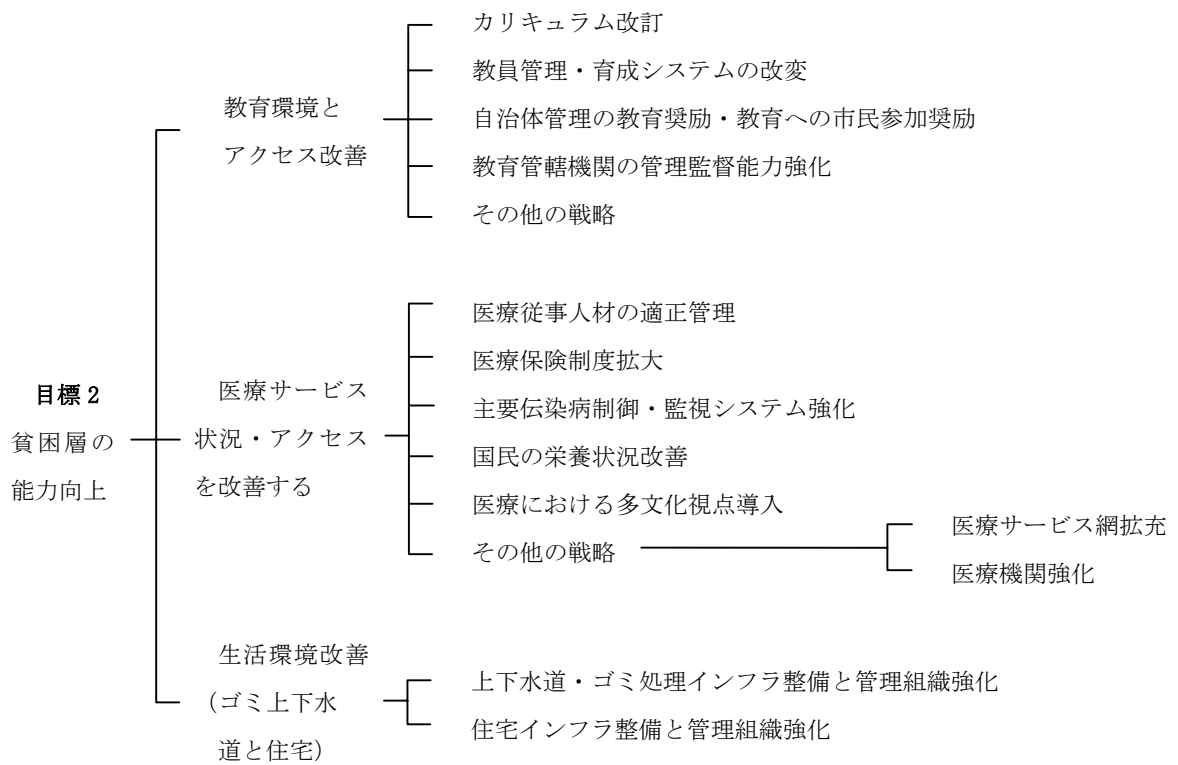 目標 2
貧困層の
能力向上
教育環境と
アクセス改善
カリキュラム改訂
教員管理・育成システムの改変
自治体管理の教育奨励・教育への市民参加奨励
教育管轄機関の管理監督能力強化
その他の戦略
医療サービス
状況・アクセス
を改善する
医療従事人材の適正管理
医療保険制度拡大
主要伝染病制御・監視システム強化
国民の栄養状況改善
医療における多文化視点導入
その他の戦略
医療サービス網拡充
医療機関強化
生活環境改善
(ゴミ上下水
道と住宅)
上下水道・ゴミ処理インフラ整備と管理組織強化
住宅インフラ整備と管理組織強化